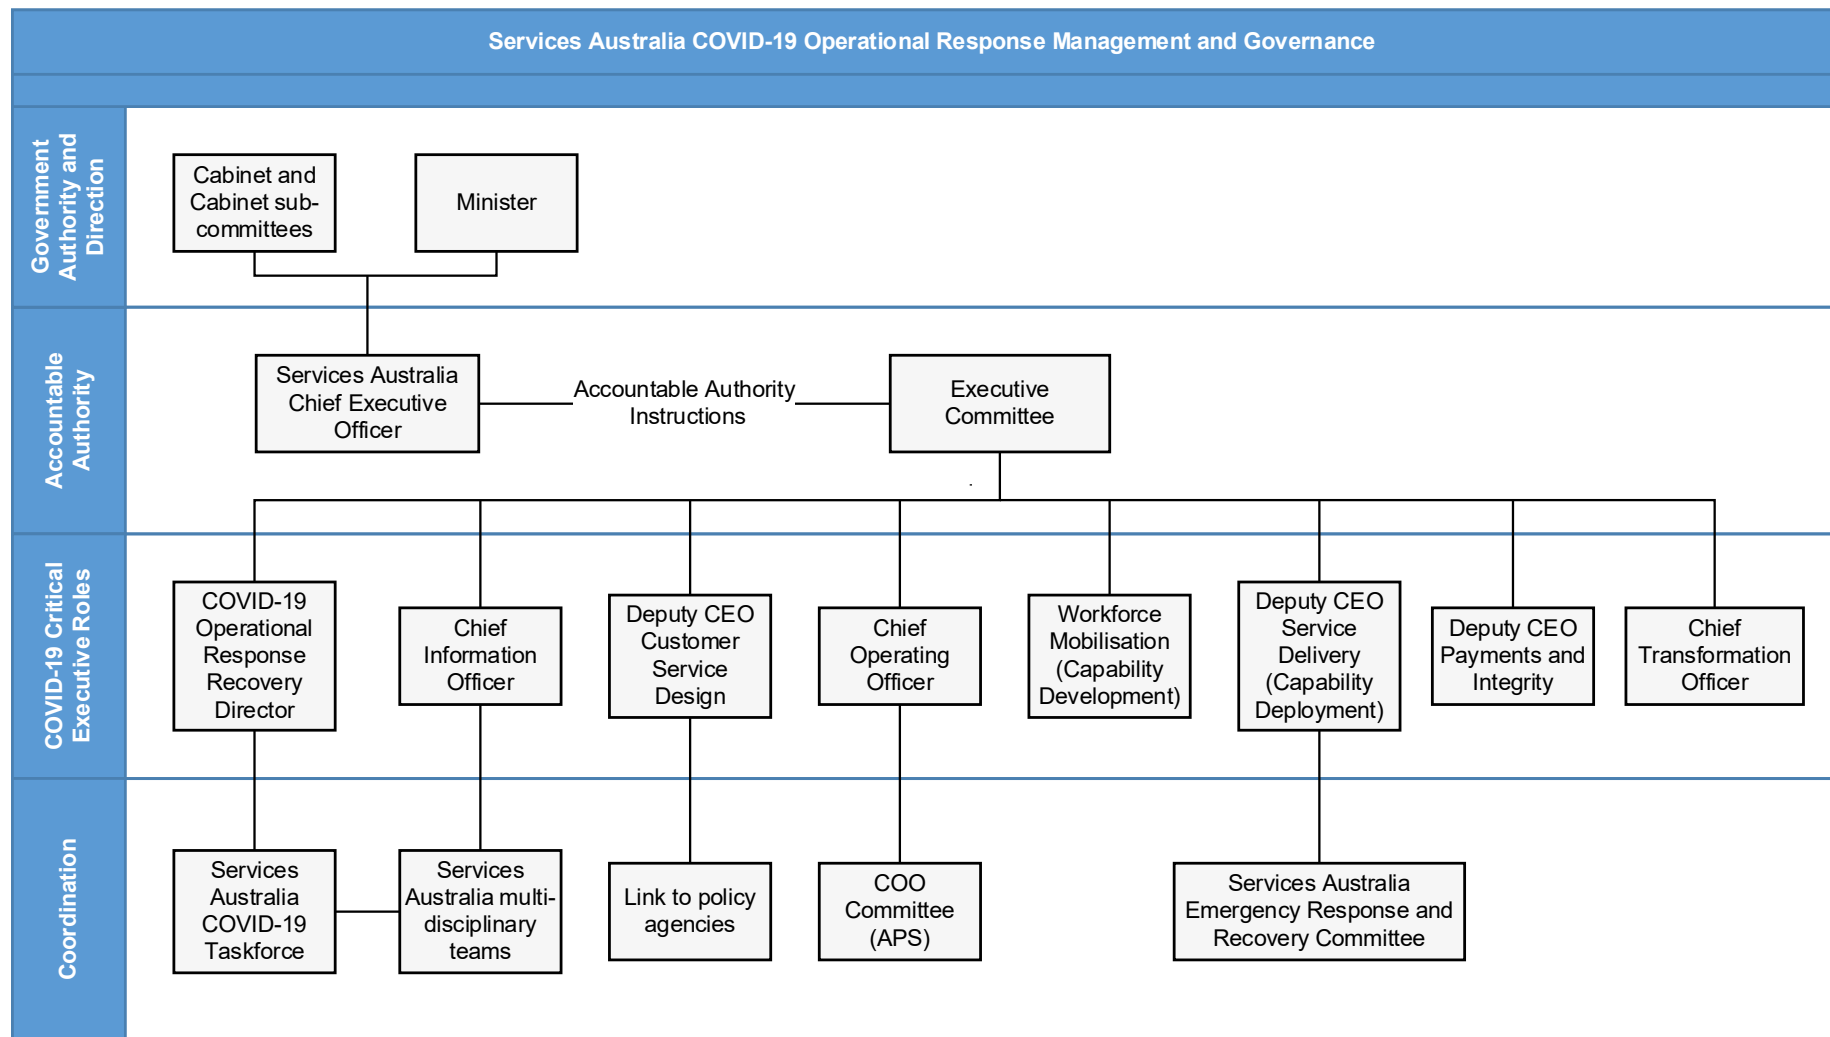 Services Australia COVID-19 Operational Response Management and Governance
Government
Authority and
Direction
Cabinet and
Cabinet sub-
committees
Minister
Accountable
Authority
Services Australia
Chief Executive
Officer
Accountable Authority
Instructions
Executive
Committee
COVID-19 Critical
Executive Roles
COVID-19
Operational
Response
Recovery
Director
Chief
Information
Officer
Deputy CEO
Customer
Service
Design
Chief
Operating
Officer
Workforce
Mobilisation
(Capability
Development)
Deputy CEO
Service
Delivery
(Capability
Deployment)
Deputy CEO
Payments and
Integrity
Chief
Transformation
Officer
Coordination
Services
Australia
COVID-19
Taskforce
Services
Australia multi-
disciplinary
teams
Link to policy
agencies
COO
Committee
(APS)
Services Australia
Emergency Response and
Recovery Committee